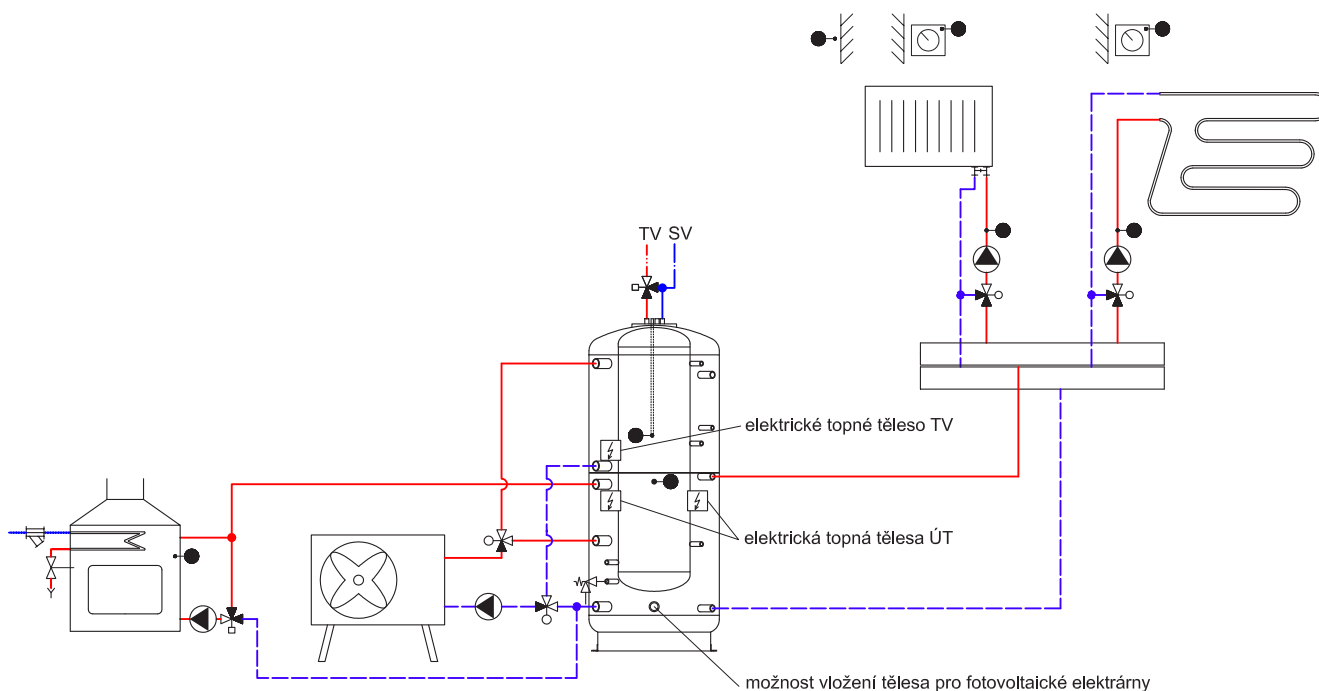 TV SV
elektrické topné těleso TV
elektrická topná tělesa ÚT
možnost vložení tělesa pro fotovoltaické elektrárny